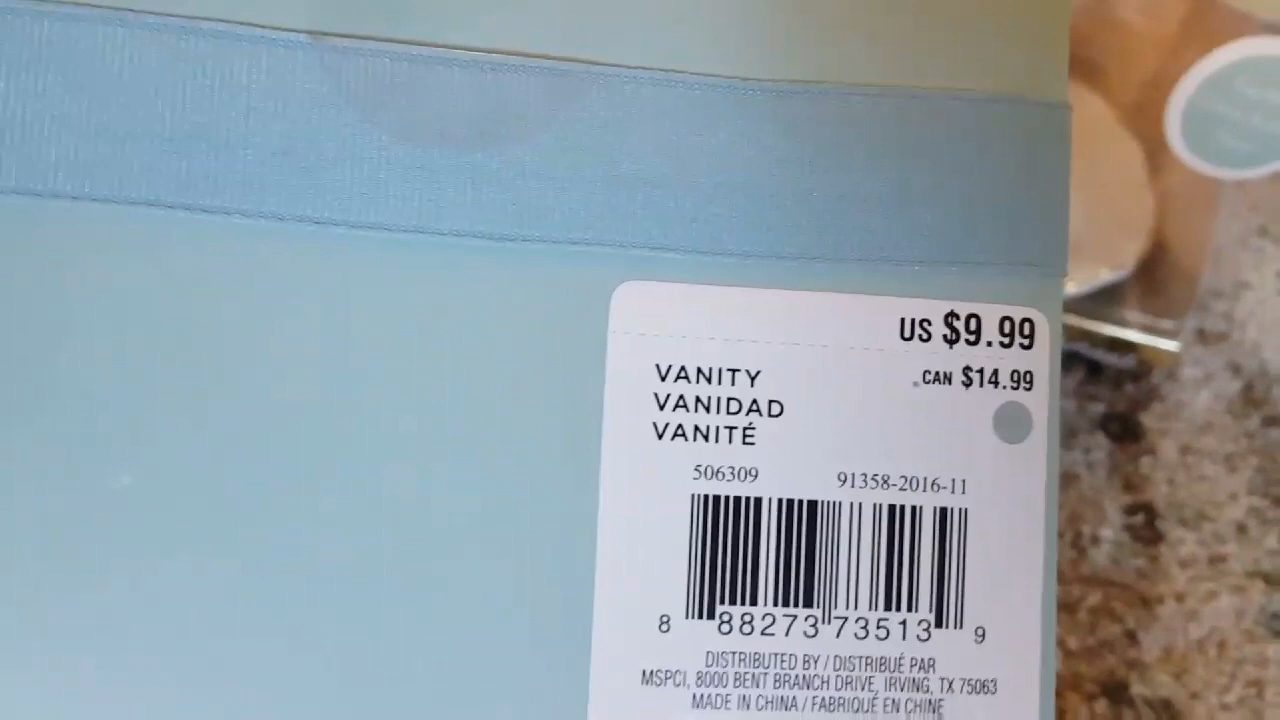 US $9.99
CAN $14.99
VANITY
VANIDAD
VANITÉ
506309 91358-2016-11
8 88273 73513 9
DISTRIBUTED BY / DISTRIBUÉ PAR
MSPCI, 8000 BENT BRANCH DRIVE, IRVING, TX 75063
MADE IN CHINA / FABRIQUÉ EN CHINE